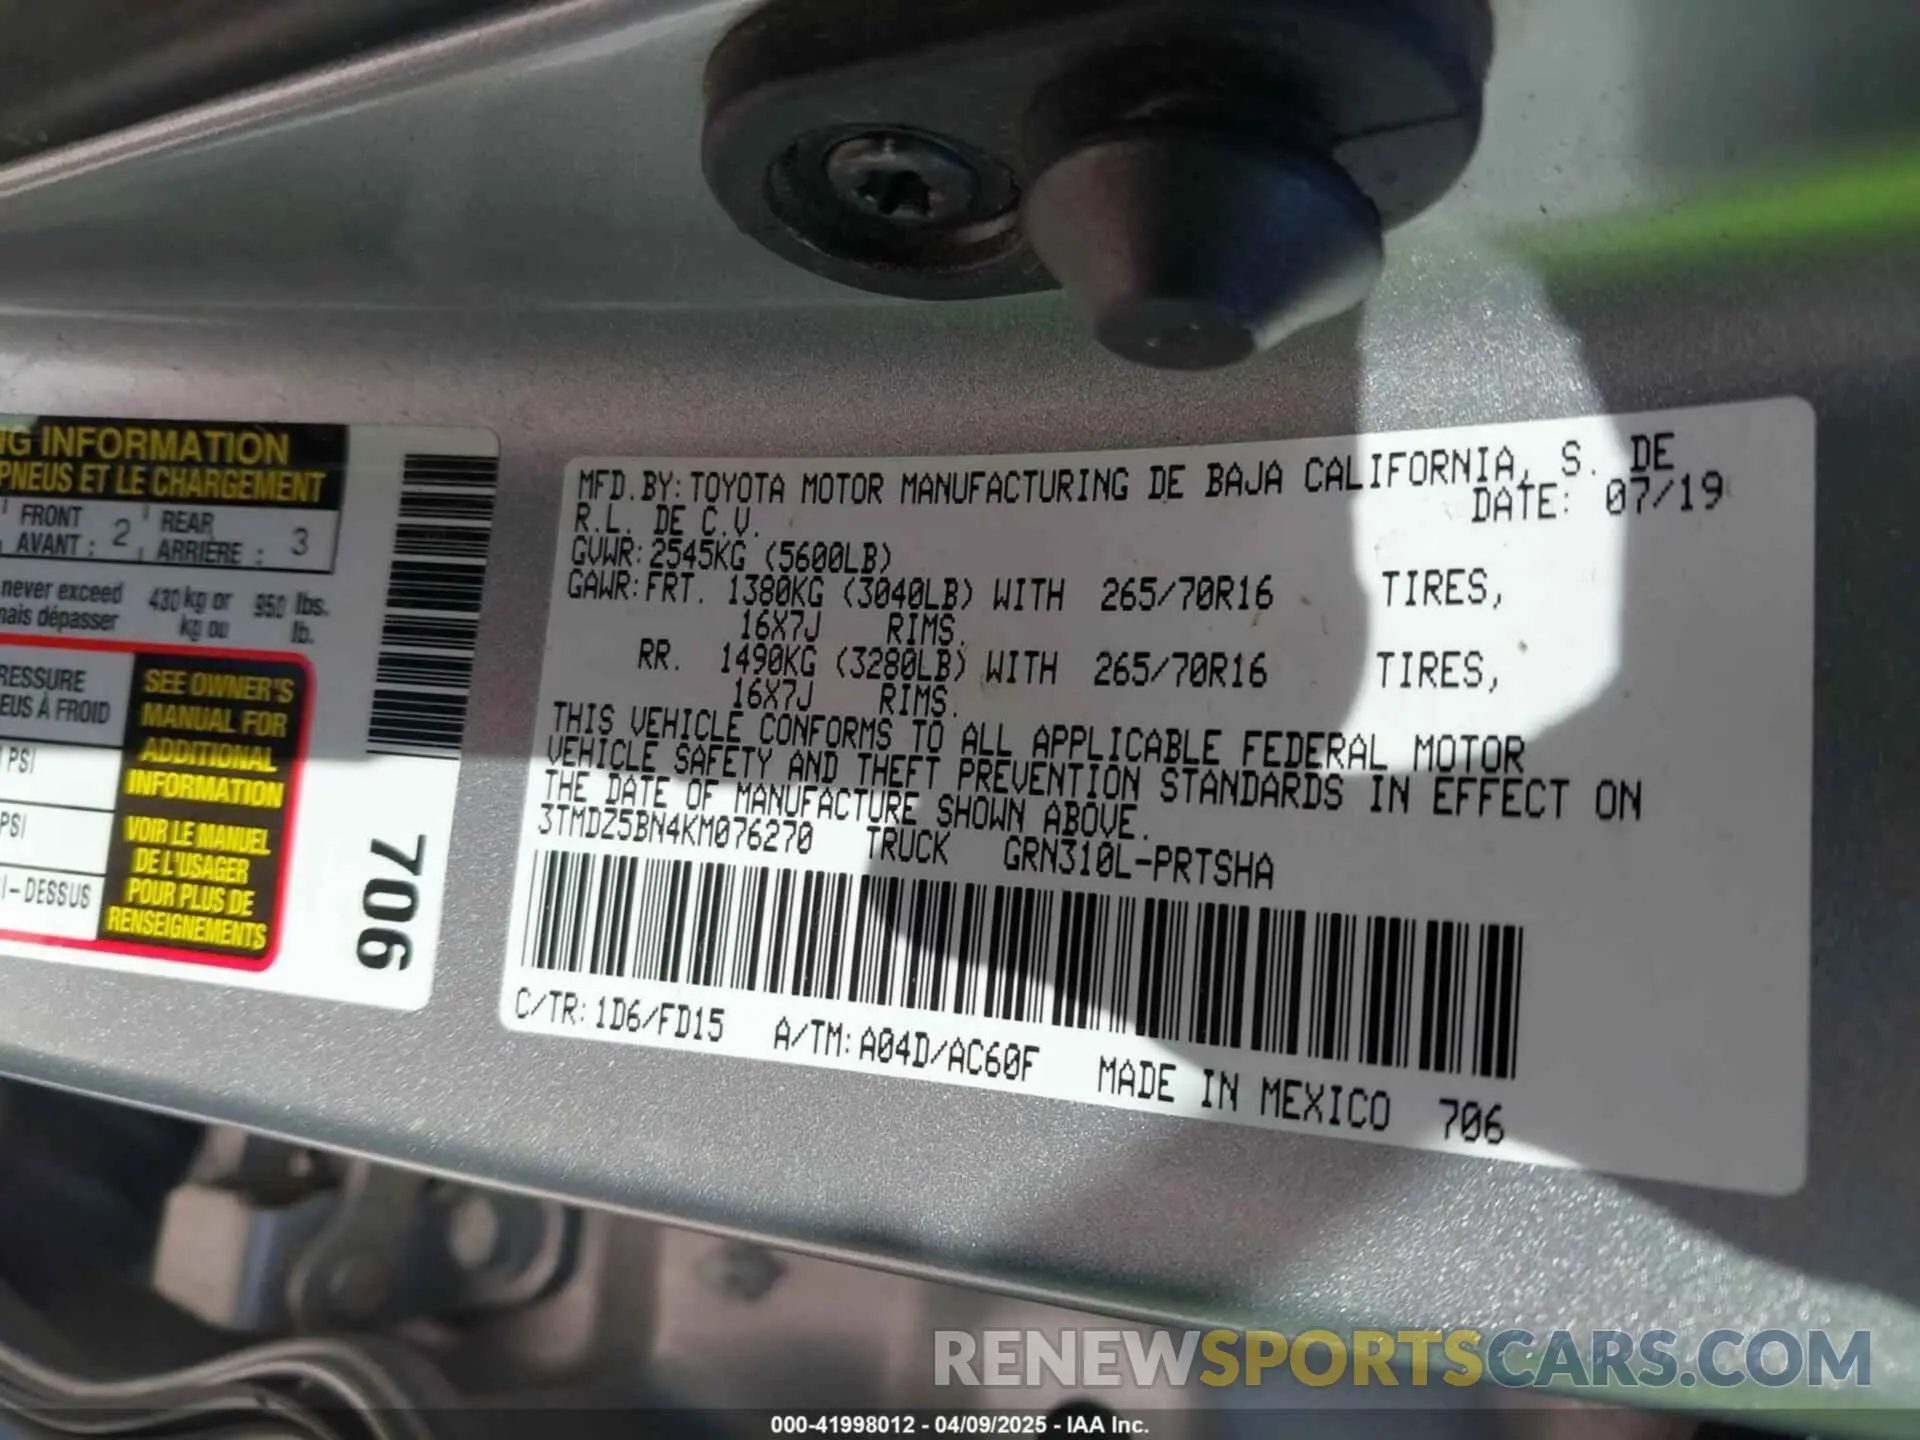 NG INFORMATION
PNEUS ET LE CHARGEMENT
FRONT
AVANT : 2
REAR
ARRIÈRE : 3
never exceed
mais dépasser
430 kg or 950 lbs.
kg ou lb.
PRESSURE
PNEUS À FROID
PSI
PSI
CI-DESSUS
SEE OWNER'S
MANUAL FOR
ADDITIONAL
INFORMATION
VOIR LE MANUEL
DE L'USAGER
POUR PLUS DE
RENSEIGNEMENTS
706
MFD.BY:TOYOTA MOTOR MANUFACTURING DE BAJA CALIFORNIA, S. DE
R.L. DE C.V. DATE: 07/19
GVWR:2545KG (5600LB)
GAWR:FRT. 1380KG (3040LB) WITH 265/70R16 TIRES,
16X7J RIMS.
RR. 1490KG (3280LB) WITH 265/70R16 TIRES,
16X7J RIMS.
THIS VEHICLE CONFORMS TO ALL APPLICABLE FEDERAL MOTOR
VEHICLE SAFETY AND THEFT PREVENTION STANDARDS IN EFFECT ON
THE DATE OF MANUFACTURE SHOWN ABOVE.
3TMDZ5BN4KM076270 TRUCK GRN310L-PRTSHA
C/TR:1D6/FD15 A/TM:A04D/AC60F MADE IN MEXICO 706
RENEWSPORTSCARS.COM
000-41998012 - 04/09/2025 - IAA Inc.